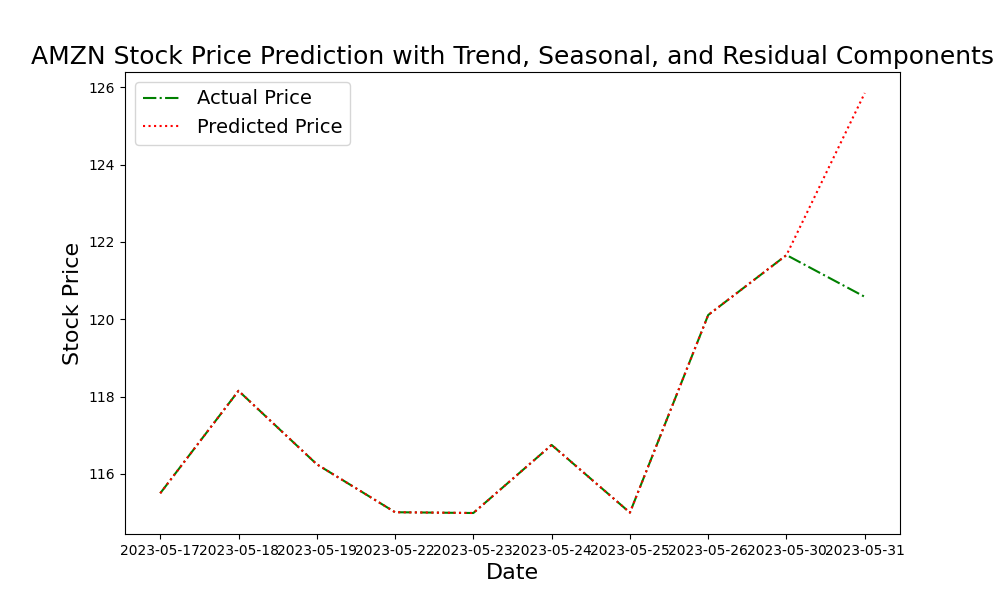 AMZN Stock Price Prediction with Trend, Seasonal, and Residual Components
Actual Price
Predicted Price
126
124
122
120
118
116
Stock Price
2023-05-17 2023-05-18 2023-05-19 2023-05-22 2023-05-23 2023-05-24 2023-05-25 2023-05-26 2023-05-30 2023-05-31
Date